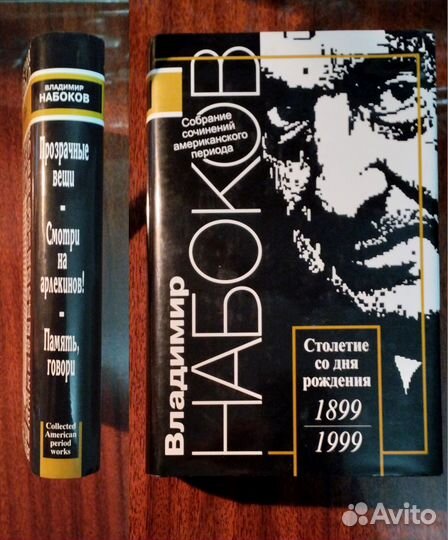 ВЛАДИМИР
НАБОКОВ
Прозрачные
вещи
-
Смотри
на
арлекинов!
-
Память,
говори
Collected
American
period
works
Владимир
НАБОКОВ
Собрание
сочинений
американского
периода
Столетие
со дня
рождения
1899
1999
Avito